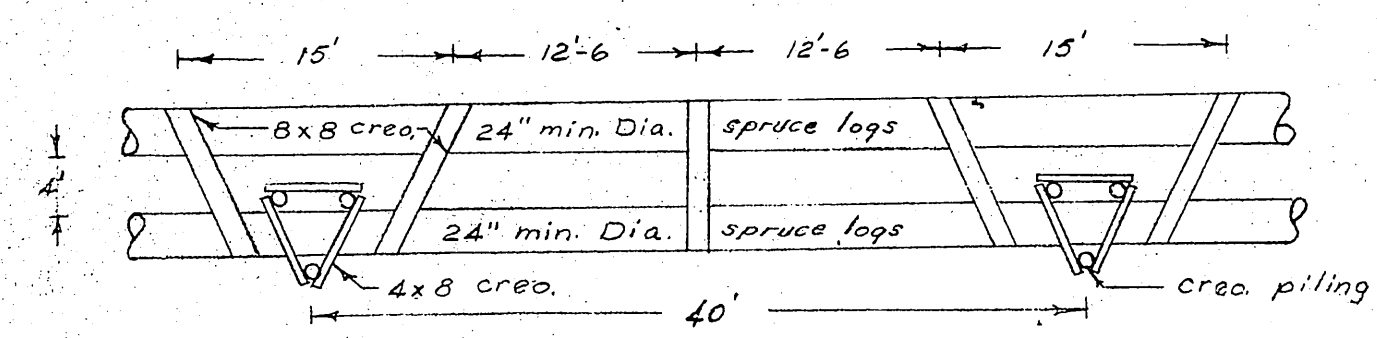 15' 12'-6 12'-6 15'
8x8 creo. 24" min. Dia. spruce logs
4'
24" min. Dia. spruce logs
4x8 creo. creo. piling
40'